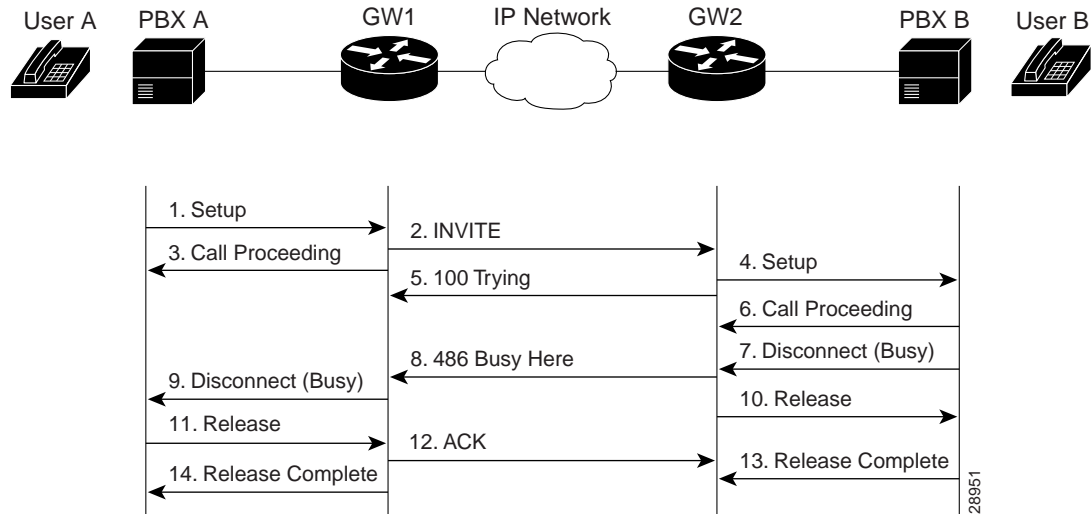 User A
PBX A
GW1
IP Network
GW2
PBX B
User B
1. Setup
2. INVITE
3. Call Proceeding
4. Setup
5. 100 Trying
6. Call Proceeding
7. Disconnect (Busy)
8. 486 Busy Here
9. Disconnect (Busy)
10. Release
11. Release
12. ACK
13. Release Complete
14. Release Complete
28951